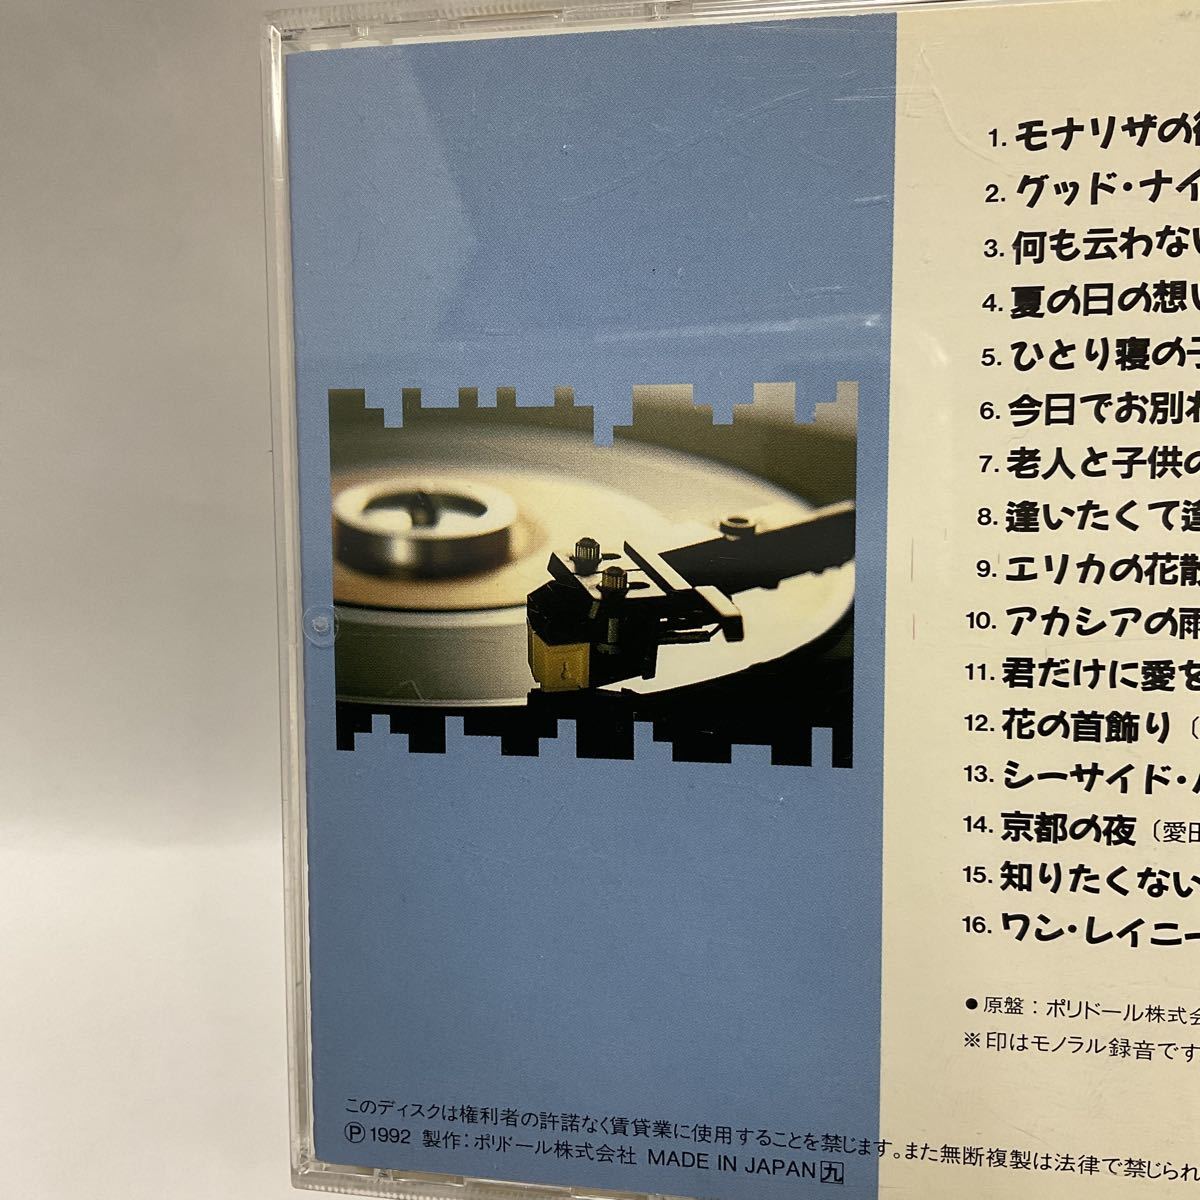 1. モナリザの
2. グッド・ナイ
3. 何も云わな
4. 夏の日の想
5. ひとり寝の
6. 今日でお別
7. 老人と子供の
8. 逢いたくて逢
9. エリカの花散
10. アカシアの雨
11. 君だけに愛を
12. 花の首飾り〔
13. シーサイド・
14. 京都の夜〔愛田
15. 知りたくない
16. ワン・レイニー
●原盤：ポリドール株式会
※印はモノラル録音です
このディスクは権利者の許諾なく賃貸業に使用することを禁じます。また無断複製は法律で禁じられ
Ⓟ1992 製作：ポリドール株式会社 MADE IN JAPAN 九